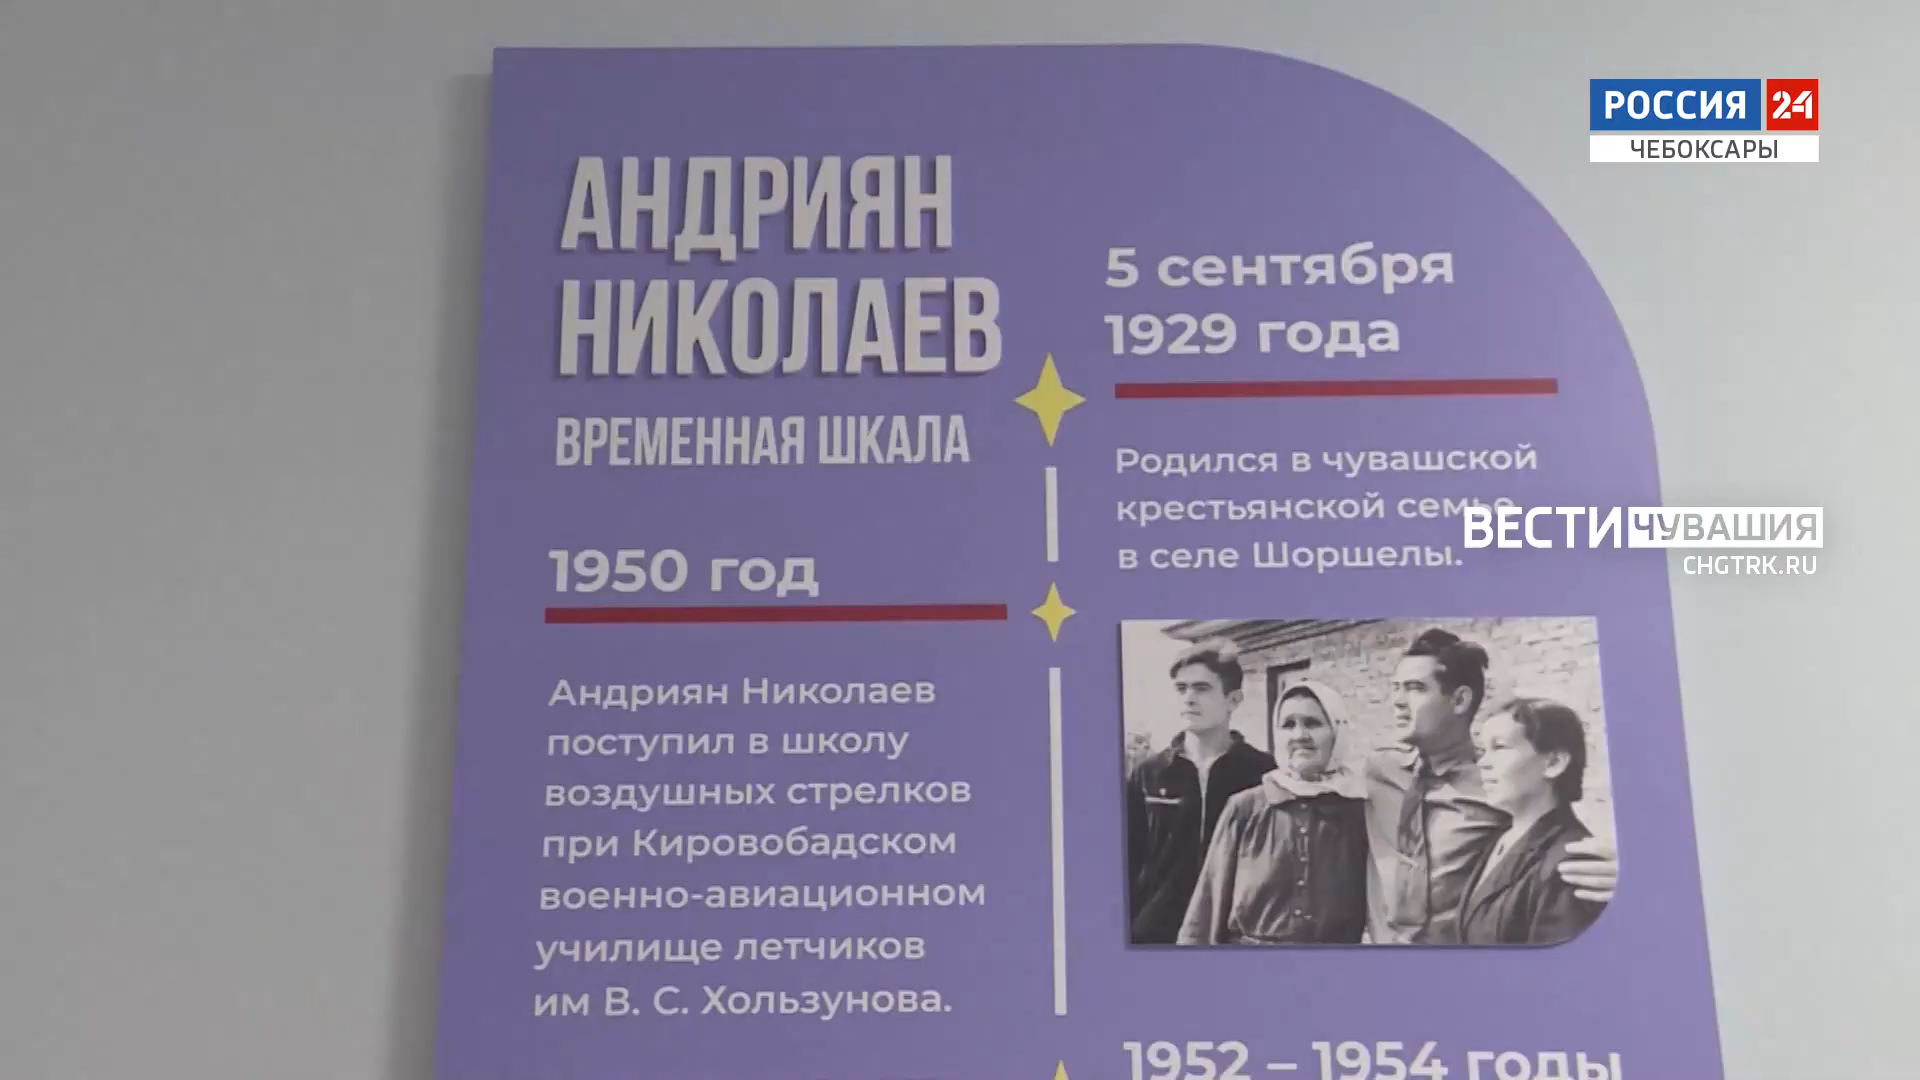 РОССИЯ 24
ЧЕБОКСАРЫ
АНДРИЯН
НИКОЛАЕВ
ВРЕМЕННАЯ ШКАЛА
5 сентября
1929 года
Родился в чувашской
крестьянской семье
в селе Шоршелы.
ВЕСТИ ЧУВАШИЯ
CHGTRK.RU
1950 год
Андриян Николаев
поступил в школу
воздушных стрелков
при Кировобадском
военно-авиационном
училище летчиков
им В. С. Хользунова.
1952 – 1954 годы